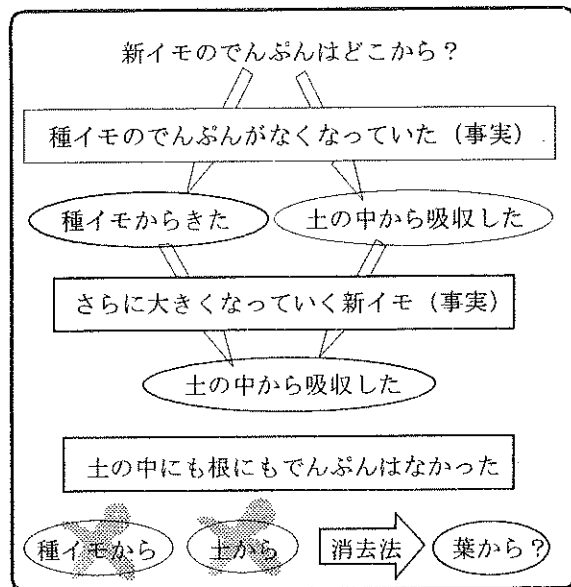 新イモのでんぷんはどこから？
種イモのでんぷんがなくなっていた（事実）
種イモからきた 土の中から吸収した
さらに大きくなっていく新イモ（事実）
土の中から吸収した
土の中にも根にもでんぷんはなかった
種イモから 土から 消去法 葉から？